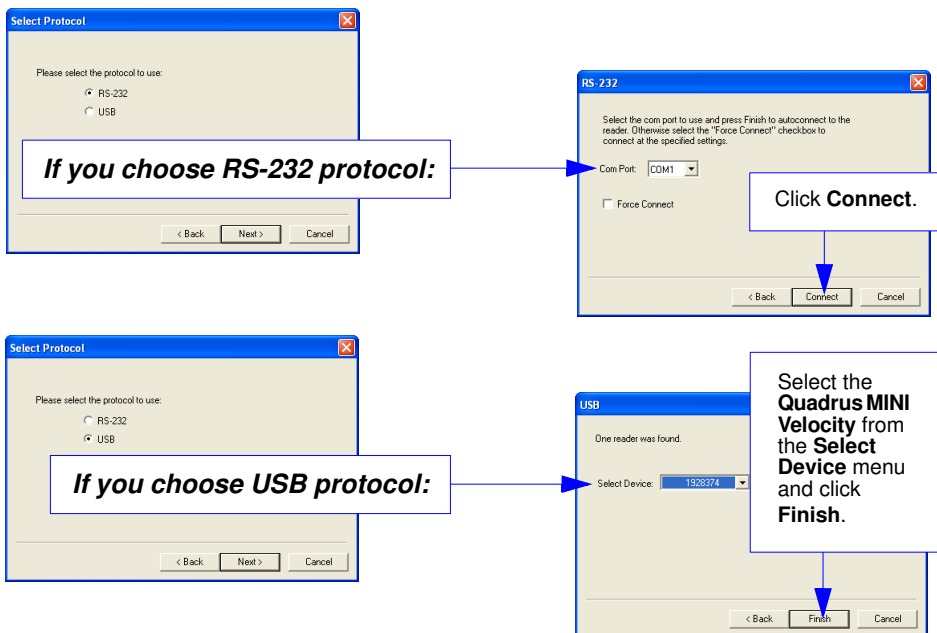 Select Protocol
Please select the protocol to use:
RS-232
USB
If you choose RS-232 protocol:
< Back Next > Cancel
RS-232
Select the com port to use and press Finish to autoconnect to the
reader. Otherwise select the "Force Connect" checkbox to
connect at the specified settings.
Com Port: COM1
Force Connect
Click Connect.
< Back Connect Cancel
Select Protocol
Please select the protocol to use:
RS-232
USB
If you choose USB protocol:
< Back Next > Cancel
USB
One reader was found.
Select Device: 1928374
Select the
Quadrus MINI
Velocity from
the Select
Device menu
and click
Finish.
< Back Finish Cancel